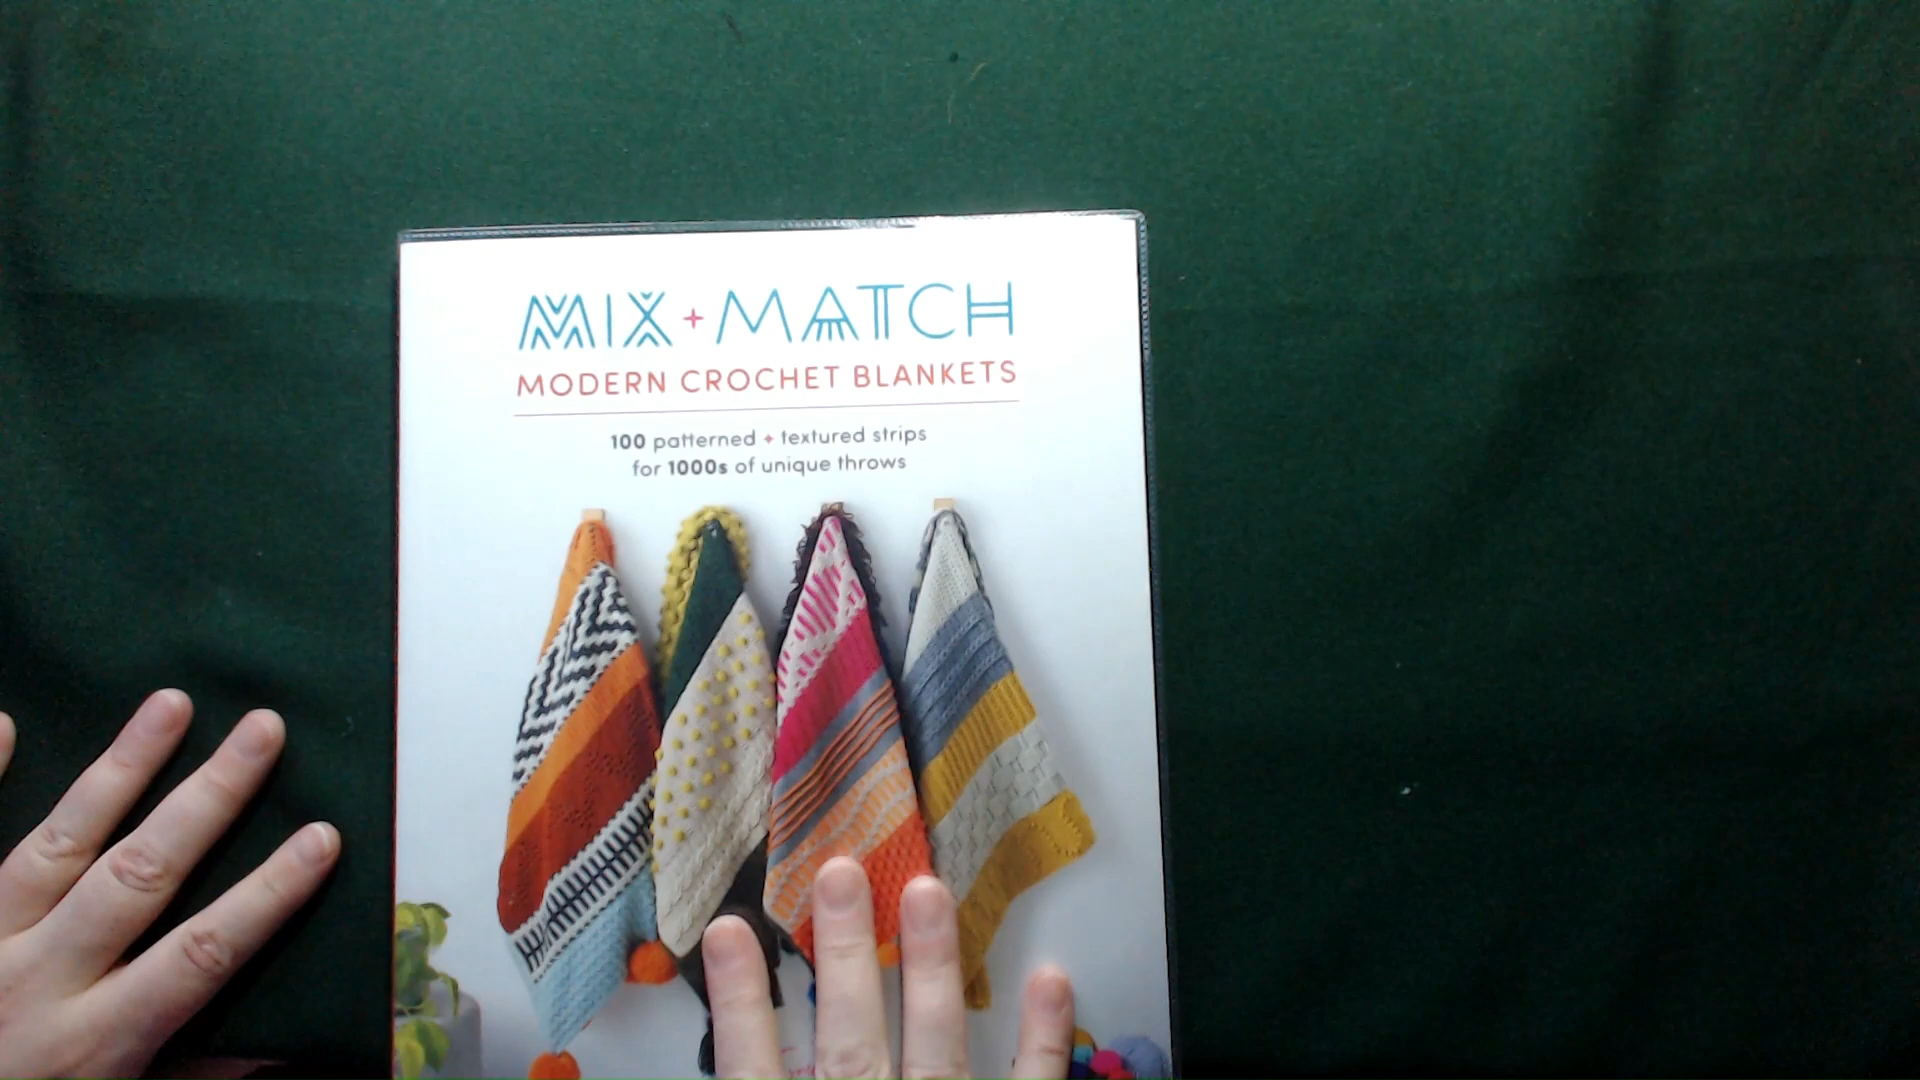 MIX + MATCH
MODERN CROCHET BLANKETS
100 patterned + textured strips
for 1000s of unique throws